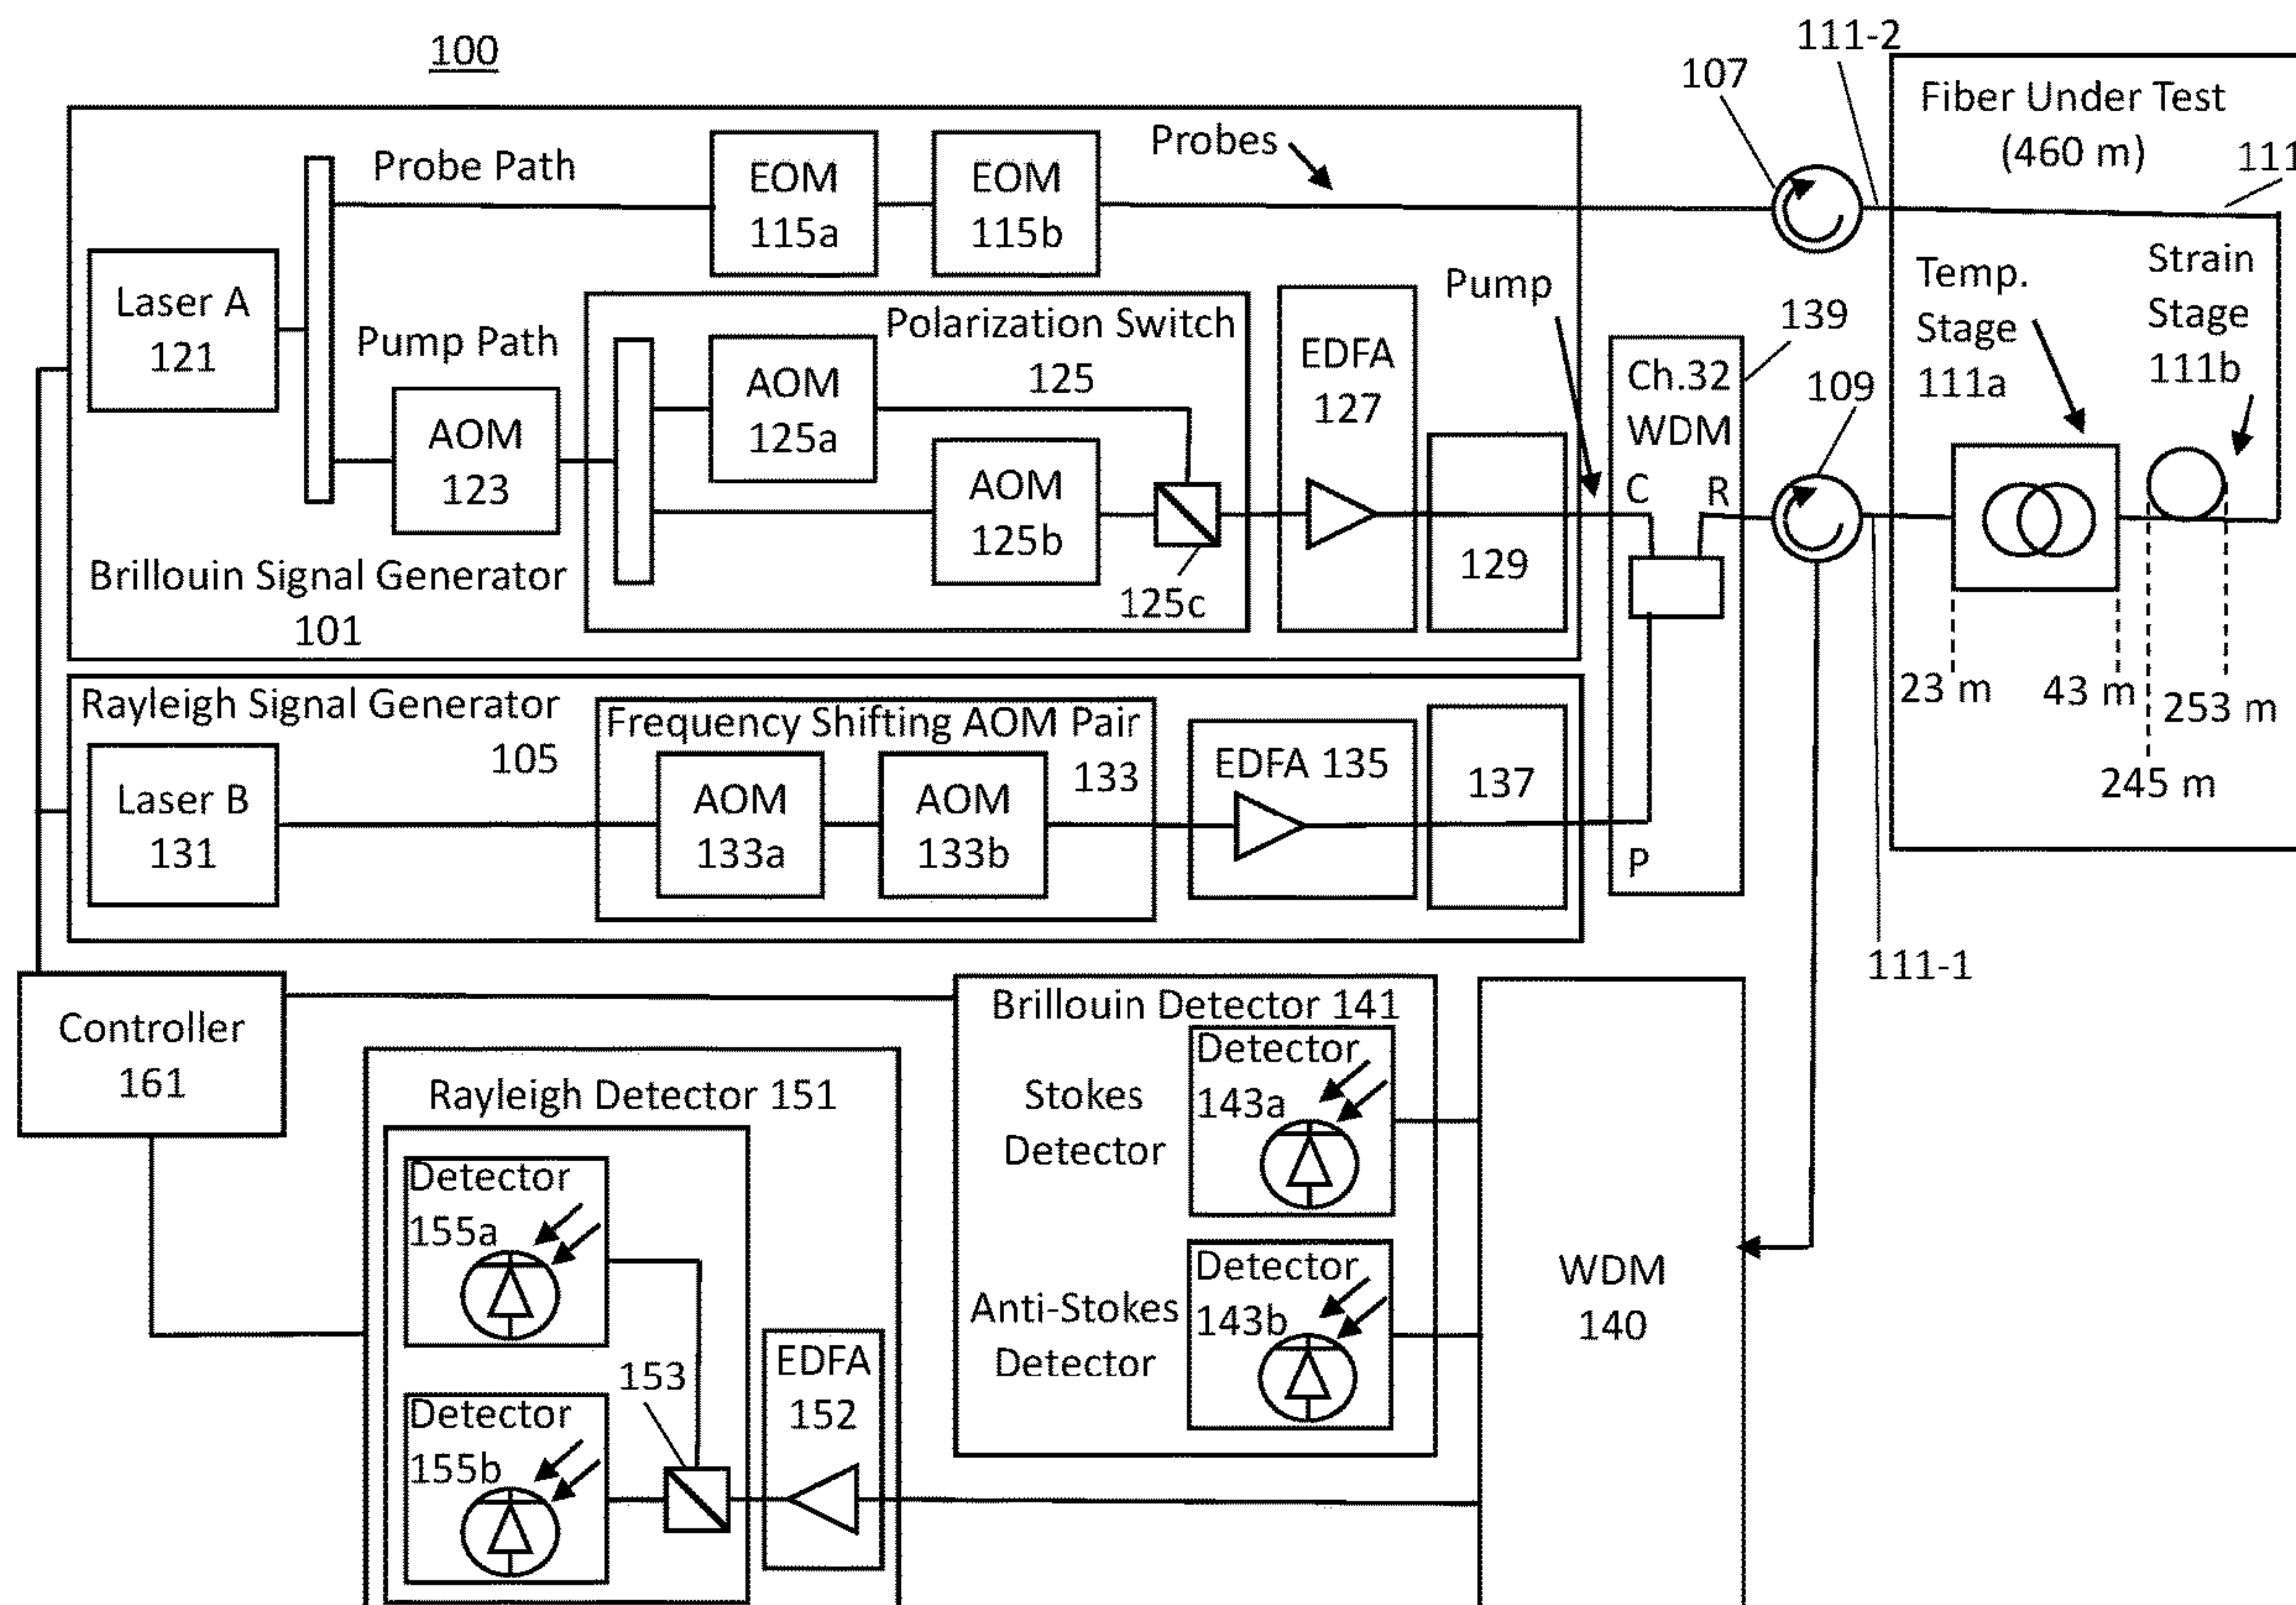 100
107
111-2
Fiber Under Test
(460 m)
111
Probe Path
EOM
115a
EOM
115b
Probes
Laser A
121
Pump Path
AOM
123
Polarization Switch
125
AOM
125a
AOM
125b
125c
EDFA
127
129
Pump
Ch.32
WDM
C
R
P
139
109
Temp.
Stage
111a
Strain
Stage
111b
23 m
43 m
253 m
245 m
Brillouin Signal Generator
101
Rayleigh Signal Generator
105
Laser B
131
Frequency Shifting AOM Pair
133
AOM
133a
AOM
133b
EDFA 135
137
111-1
Controller
161
Brillouin Detector 141
Stokes
Detector
Detector
143a
Anti-Stokes
Detector
Detector
143b
WDM
140
Rayleigh Detector 151
Detector
155a
Detector
155b
153
EDFA
152